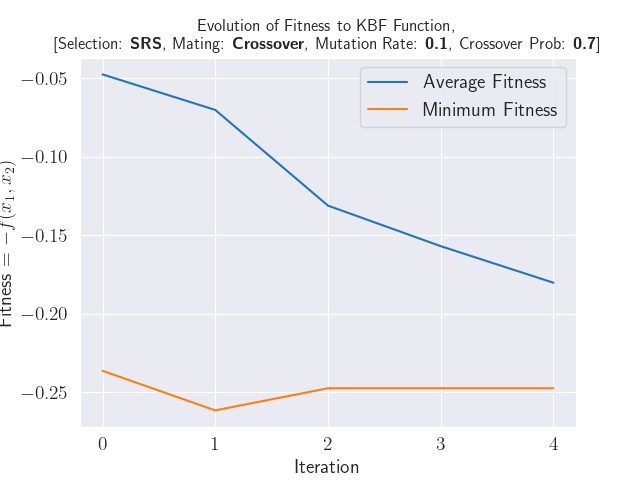 Evolution of Fitness to KBF Function,
[Selection: SRS, Mating: Crossover, Mutation Rate: 0.1, Crossover Prob: 0.7]
Average Fitness
Minimum Fitness
Fitness = −f(x₁, x₂)
−0.05
−0.10
−0.15
−0.20
−0.25
0 1 2 3 4
Iteration